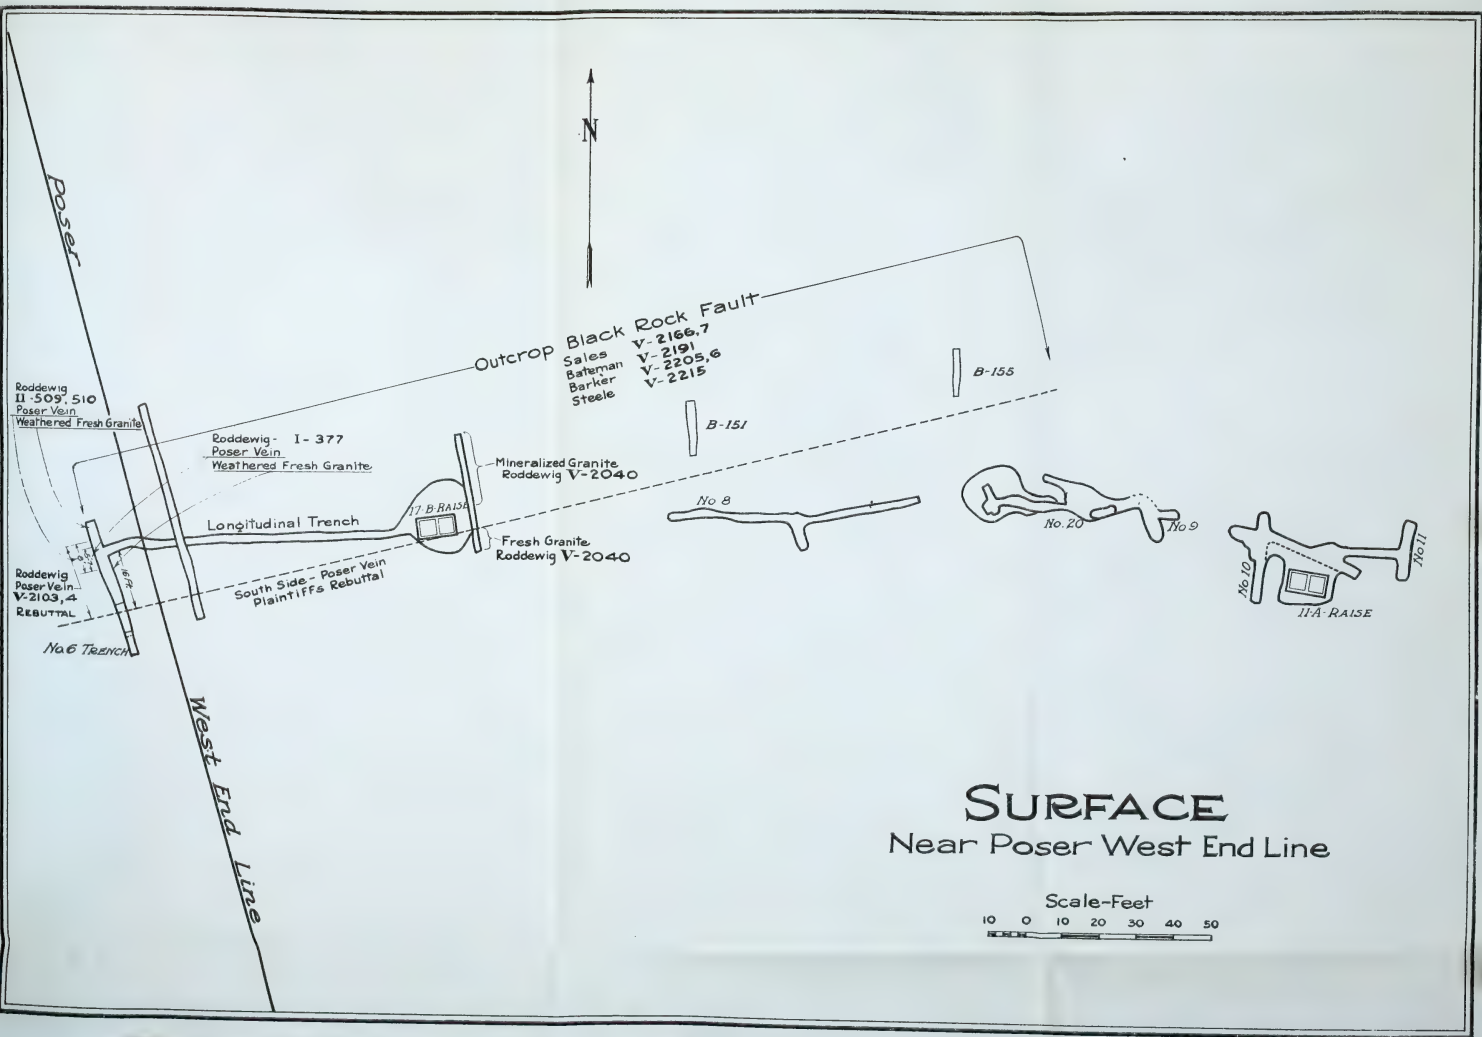 N
Poser
Outcrop Black Rock Fault
Sales V-2166,7
Bateman V-2191
Barker V-2205,6
Steele V-2215
B-155
B-151
Roddewig
II-509, 510
Poser Vein
Weathered Fresh Granite
Roddewig- I-377
Poser Vein
Weathered Fresh Granite
Mineralized Granite
Roddewig V-2040
17-B-RAISE
Longitudinal Trench
Fresh Granite
Roddewig V-2040
No 8
No. 20
No 9
No 10
No 11
11-A-RAISE
16 Ft
Roddewig
Poser Vein
V-2103,4
REBUTTAL
South Side - Poser Vein
Plaintiffs Rebuttal
No 6 TRENCH
West End Line
SURFACE
Near Poser West End Line
Scale-Feet
10 0 10 20 30 40 50